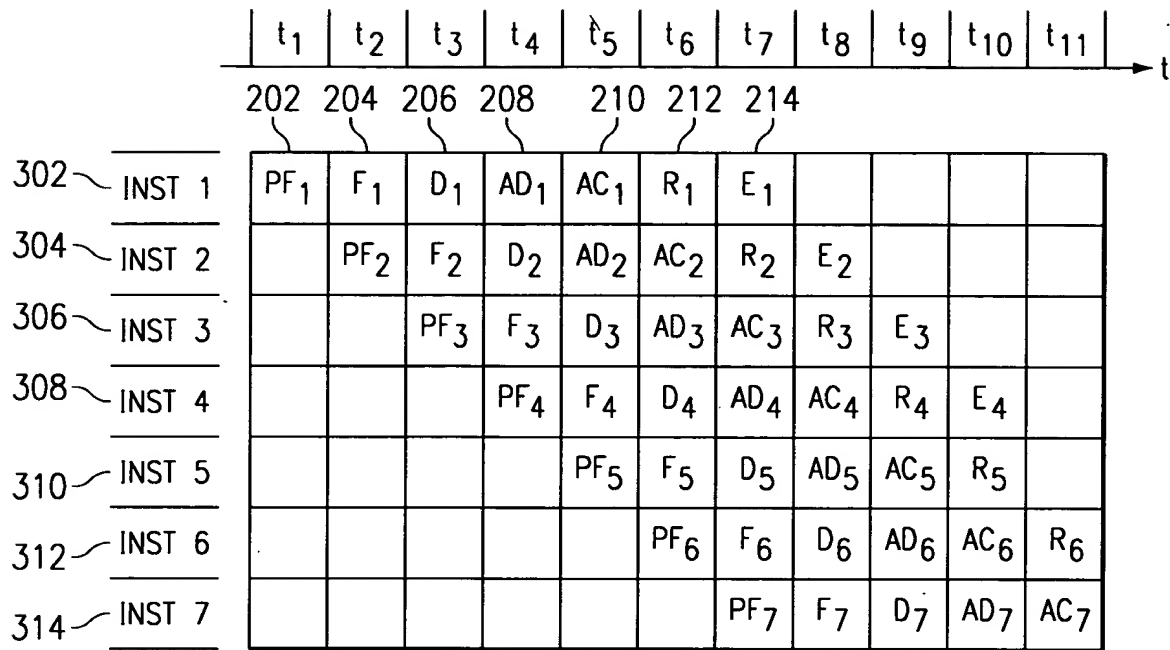 t1 t2 t3 t4 t5 t6 t7 t8 t9 t10 t11
t
202 204 206 208 210 212 214
302 INST 1 PF1 F1 D1 AD1 AC1 R1 E1
304 INST 2 PF2 F2 D2 AD2 AC2 R2 E2
306 INST 3 PF3 F3 D3 AD3 AC3 R3 E3
308 INST 4 PF4 F4 D4 AD4 AC4 R4 E4
310 INST 5 PF5 F5 D5 AD5 AC5 R5
312 INST 6 PF6 F6 D6 AD6 AC6 R6
314 INST 7 PF7 F7 D7 AD7 AC7